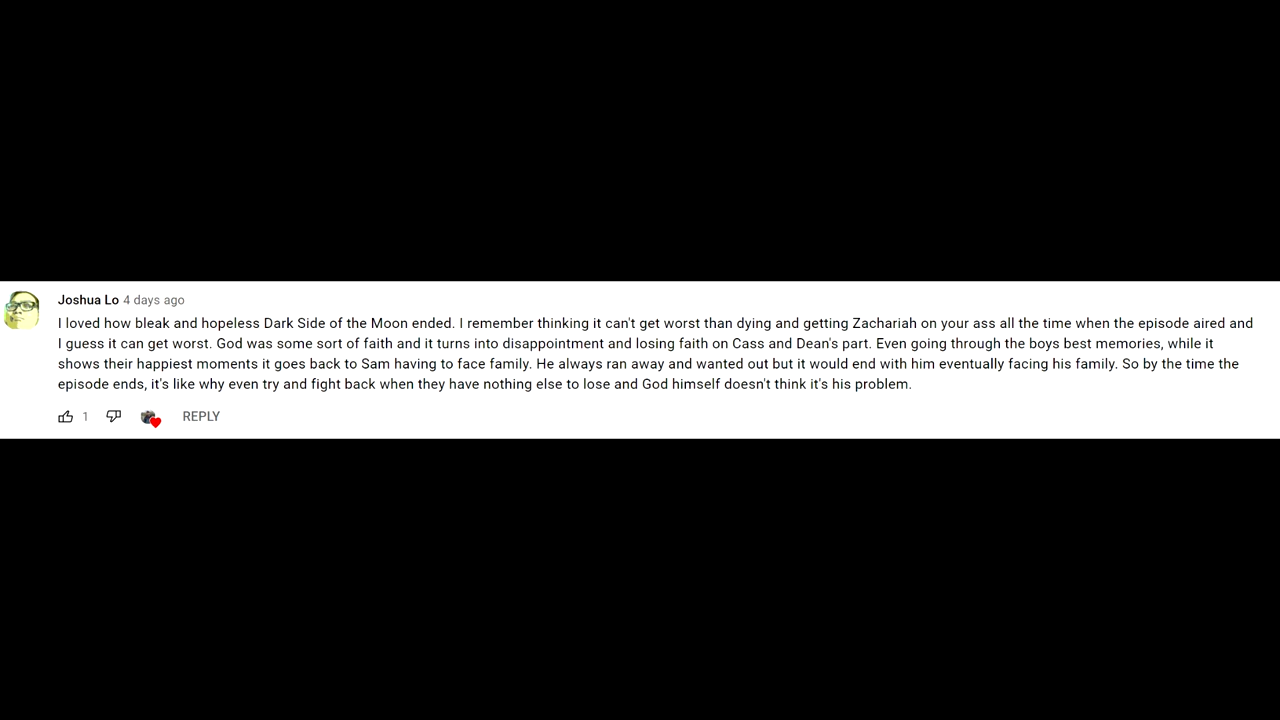 Joshua Lo 4 days ago
I loved how bleak and hopeless Dark Side of the Moon ended. I remember thinking it can't get worst than dying and getting Zachariah on your ass all the time when the episode aired and
I guess it can get worst. God was some sort of faith and it turns into disappointment and losing faith on Cass and Dean's part. Even going through the boys best memories, while it
shows their happiest moments it goes back to Sam having to face family. He always ran away and wanted out but it would end with him eventually facing his family. So by the time the
episode ends, it's like why even try and fight back when they have nothing else to lose and God himself doesn't think it's his problem.
1 REPLY